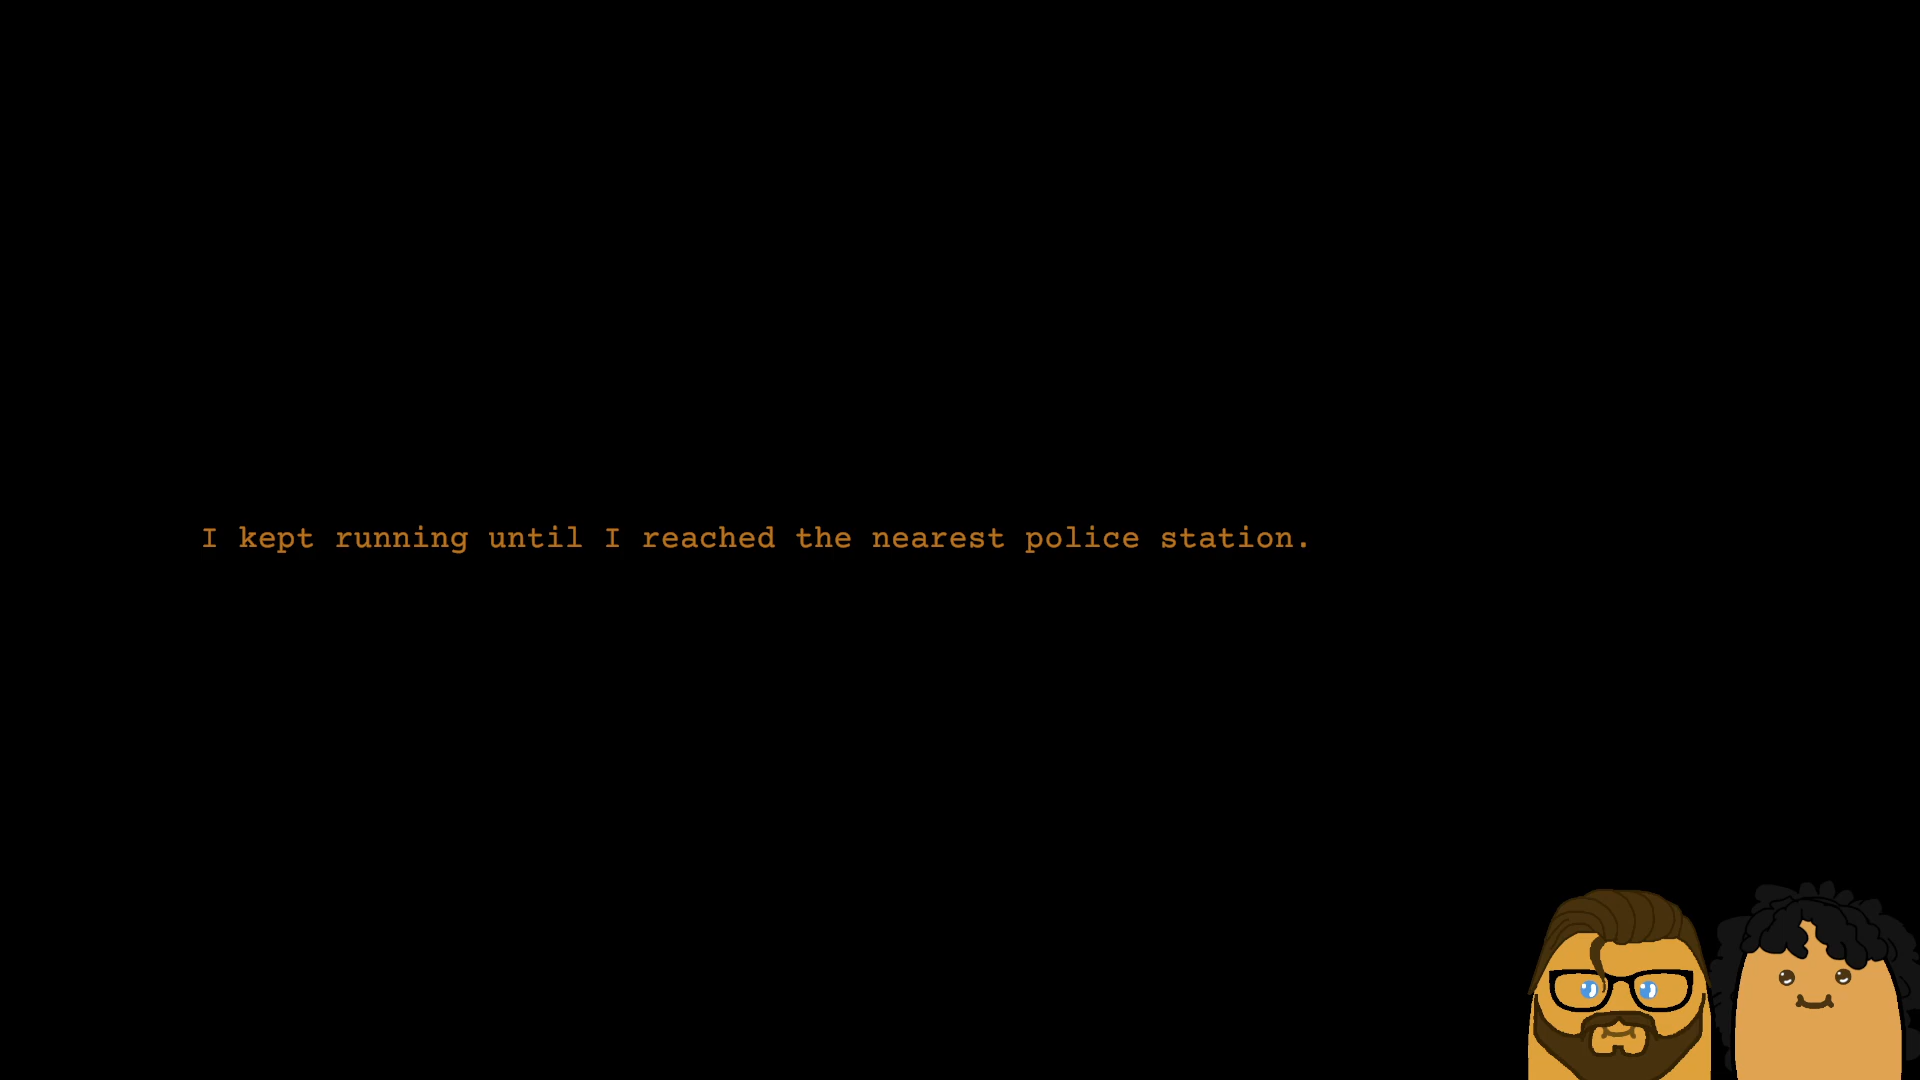 I kept running until I reached the nearest police station.